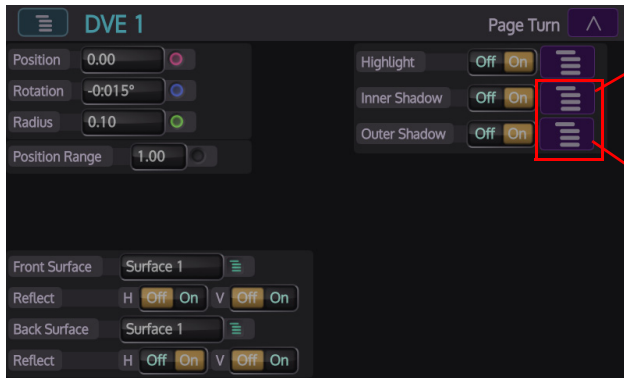 DVE 1
Page Turn
Position 0.00
Rotation -0:015°
Radius 0.10
Position Range 1.00
Highlight Off On
Inner Shadow Off On
Outer Shadow Off On
Front Surface Surface 1
Reflect H Off On V Off On
Back Surface Surface 1
Reflect H Off On V Off On